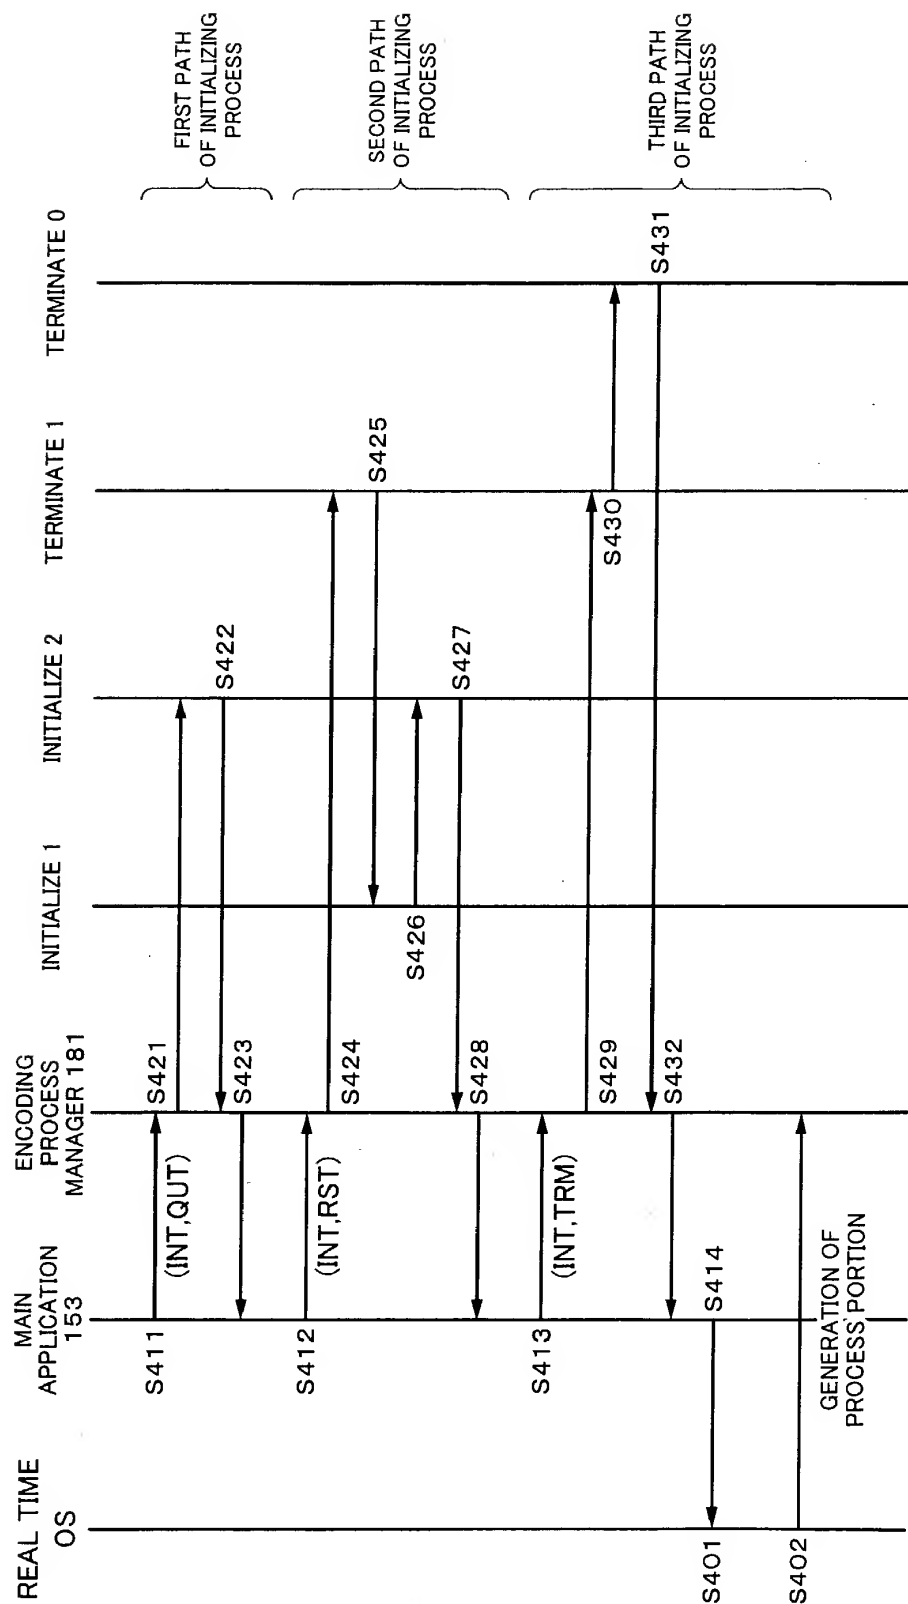 REAL TIME
OS
MAIN
APPLICATION
153
ENCODING
PROCESS
MANAGER 181
INITIALIZE 1
INITIALIZE 2
TERMINATE 1
TERMINATE 0
S411
S421
(INT,QUT)
S422
S423
FIRST PATH
OF INITIALIZING
PROCESS
S412
S424
(INT,RST)
S425
S426
S427
S428
SECOND PATH
OF INITIALIZING
PROCESS
S413
S429
(INT,TRM)
S430
S431
S432
THIRD PATH
OF INITIALIZING
PROCESS
S414
S401
S402
GENERATION OF
PROCESS PORTION